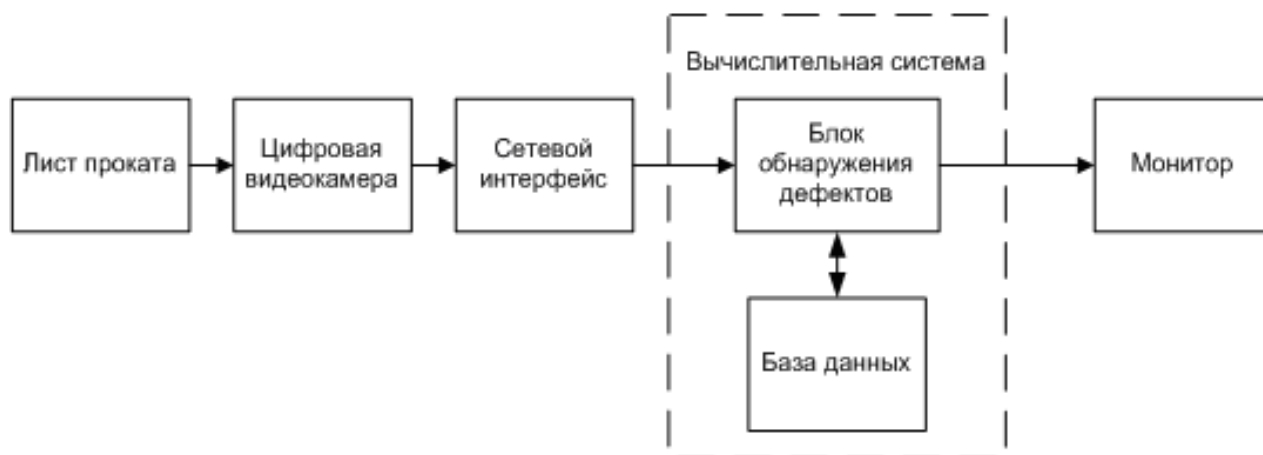 Вычислительная система
Лист проката
Цифровая
видеокамера
Сетевой
интерфейс
Блок
обнаружения
дефектов
Монитор
База данных